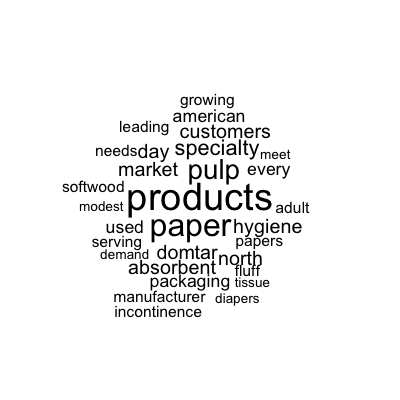 growing
american
leading customers
needs day specialty meet
market pulp every
softwood products
modest adult
used paper hygiene
serving papers
demand domtar north
absorbent fluff
packaging tissue
manufacturer diapers
incontinence